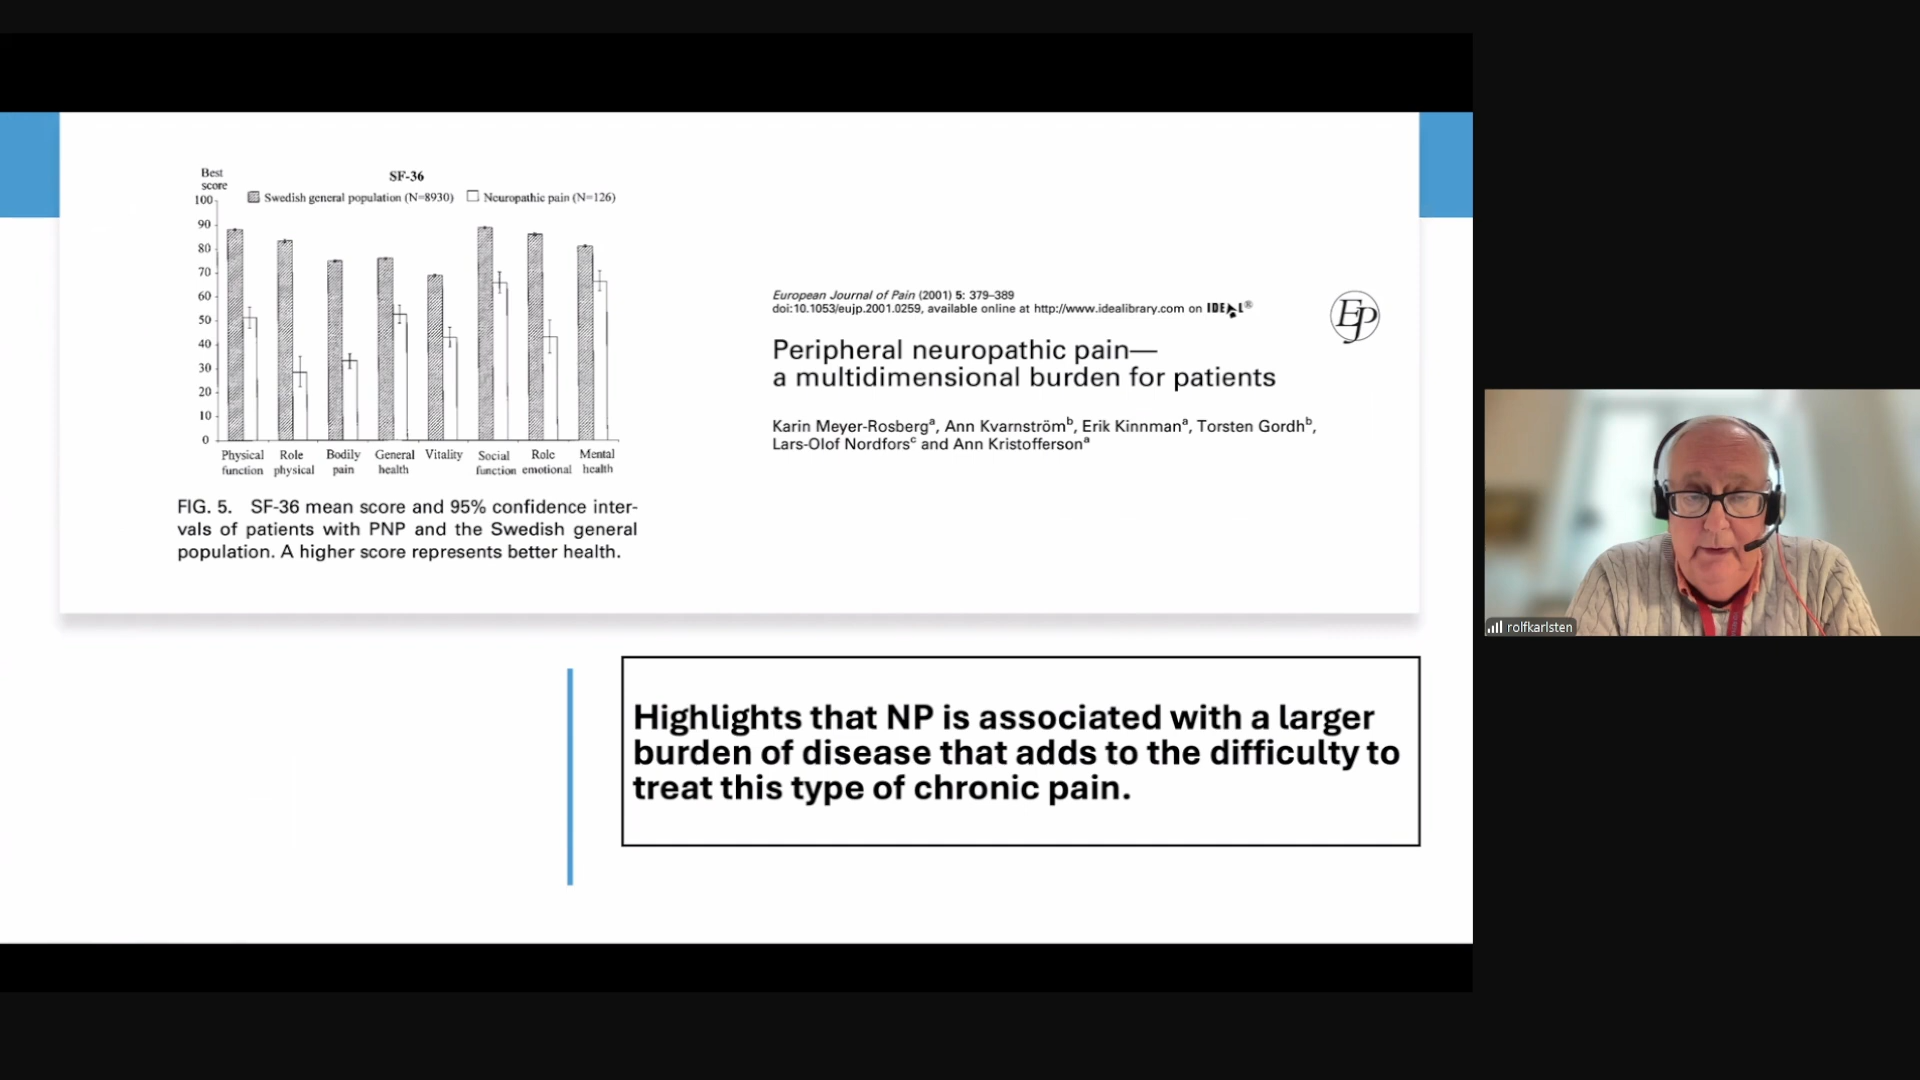 Best
score
SF-36
Swedish general population (N=8930)
Neuropathic pain (N=126)
100
90
80
70
60
50
40
30
20
10
0
Physical function
Role physical
Bodily pain
General health
Vitality
Social function
Role emotional
Mental health
FIG. 5. SF-36 mean score and 95% confidence inter-
vals of patients with PNP and the Swedish general
population. A higher score represents better health.
European Journal of Pain (2001) 5: 379–389
doi:10.1053/eujp.2001.0259, available online at http://www.idealibrary.com on IDEAL®
EJP
Peripheral neuropathic pain—
a multidimensional burden for patients
Karin Meyer-Rosbergᵃ, Ann Kvarnströmᵇ, Erik Kinnmanᵃ, Torsten Gordhᵇ,
Lars-Olof Nordforsᶜ and Ann Kristoffersonᵃ
Highlights that NP is associated with a larger
burden of disease that adds to the difficulty to
treat this type of chronic pain.
rolfkarlsten